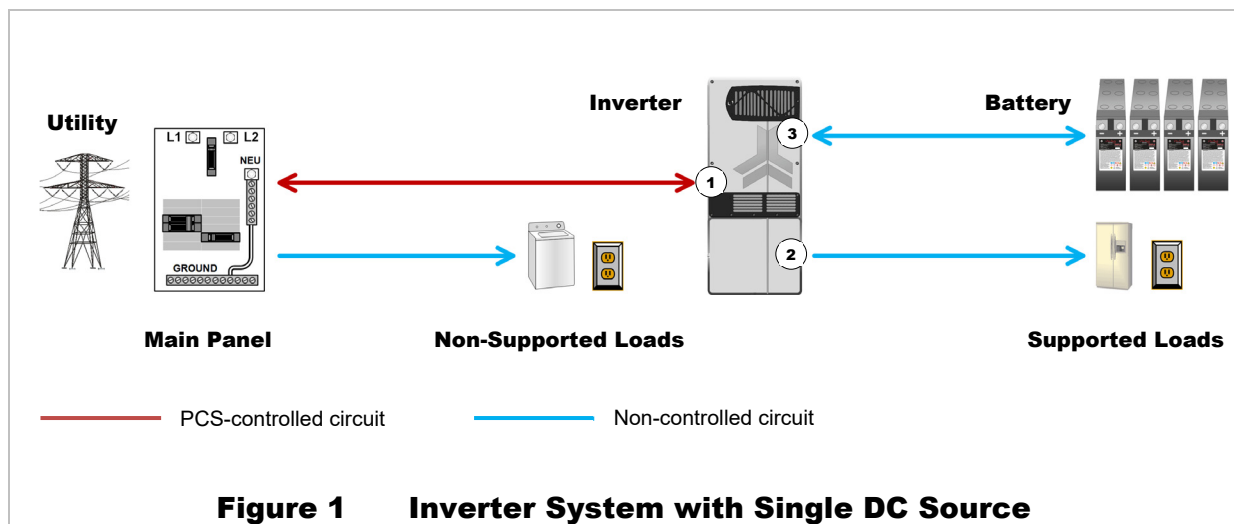 Utility
Inverter
Battery
L1
L2
NEU
GROUND
1
3
2
Main Panel
Non-Supported Loads
Supported Loads
PCS-controlled circuit
Non-controlled circuit
Figure 1 Inverter System with Single DC Source